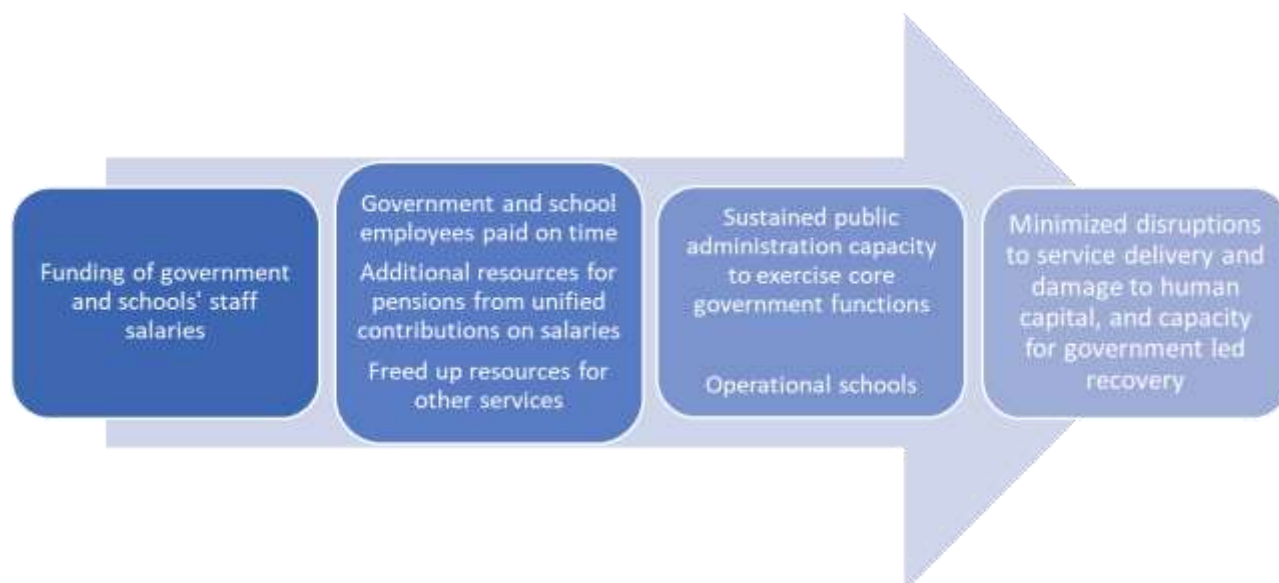 Funding of government
and schools' staff
salaries
Government and school
employees paid on time
Additional resources for
pensions from unified
contributions on salaries
Freed up resources for
other services
Sustained public
administration capacity
to exercise core
government functions
Operational schools
Minimized disruptions
to service delivery and
damage to human
capital, and capacity
for government led
recovery